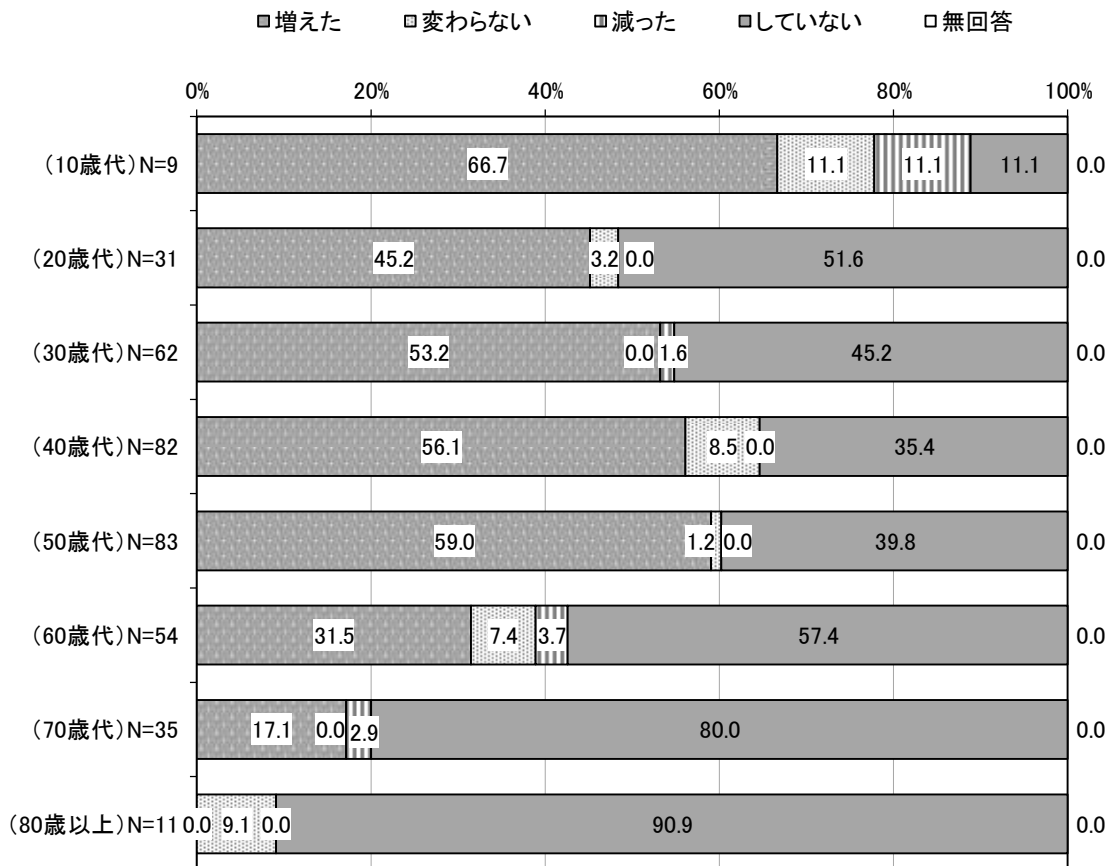 増えた 変わらない 減った していない 無回答
0% 20% 40% 60% 80% 100%
(10歳代)N=9 66.7 11.1 11.1 11.1 0.0
(20歳代)N=31 45.2 3.2 0.0 51.6 0.0
(30歳代)N=62 53.2 0.0 1.6 45.2 0.0
(40歳代)N=82 56.1 8.5 0.0 35.4 0.0
(50歳代)N=83 59.0 1.2 0.0 39.8 0.0
(60歳代)N=54 31.5 7.4 3.7 57.4 0.0
(70歳代)N=35 17.1 0.0 2.9 80.0 0.0
(80歳以上)N=11 0.0 9.1 0.0 90.9 0.0